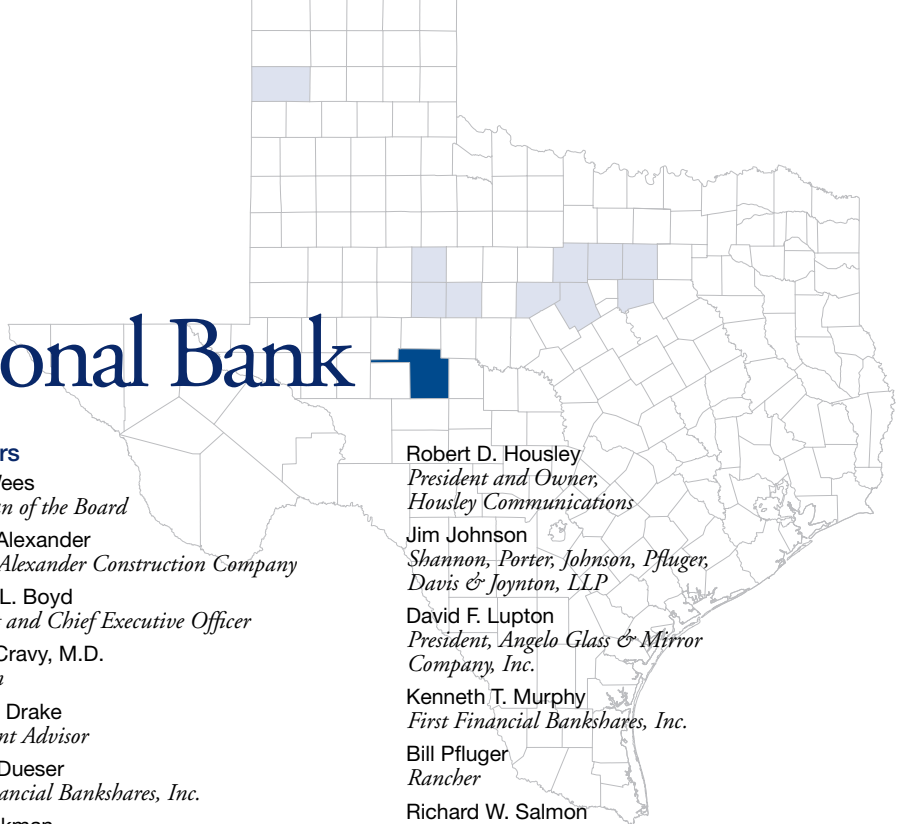 onal Bank
rs
Wees
n of the Board
Alexander
Alexander Construction Company
L. Boyd
t and Chief Executive Officer
Cravy, M.D.
n
Drake
nt Advisor
Dueser
ancial Bankshares, Inc.
Robert D. Housley
President and Owner,
Housley Communications
Jim Johnson
Shannon, Porter, Johnson, Pfluger,
Davis & Joynton, LLP
David F. Lupton
President, Angelo Glass & Mirror
Company, Inc.
Kenneth T. Murphy
First Financial Bankshares, Inc.
Bill Pfluger
Rancher
Richard W. Salmon